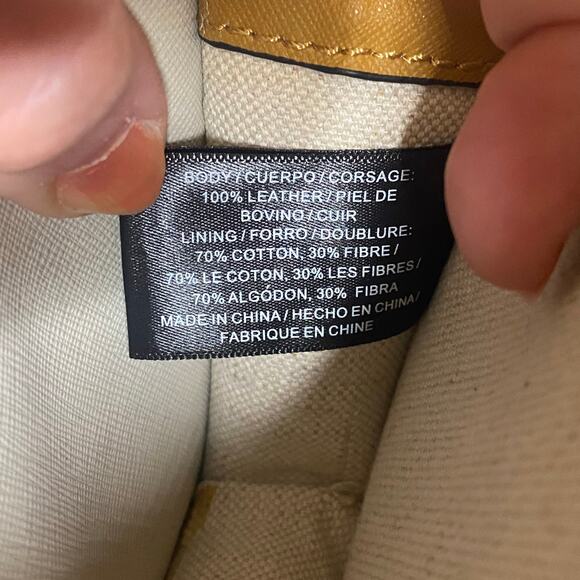 BODY / CUERPO / CORSAGE:
100% LEATHER / PIEL DE
BOVINO / CUIR
LINING / FORRO / DOUBLURE:
70% COTTON, 30% FIBRE /
70% LE COTON, 30% LES FIBRES /
70% ALGÓDON, 30% FIBRA
MADE IN CHINA / HECHO EN CHINA /
FABRIQUE EN CHINE